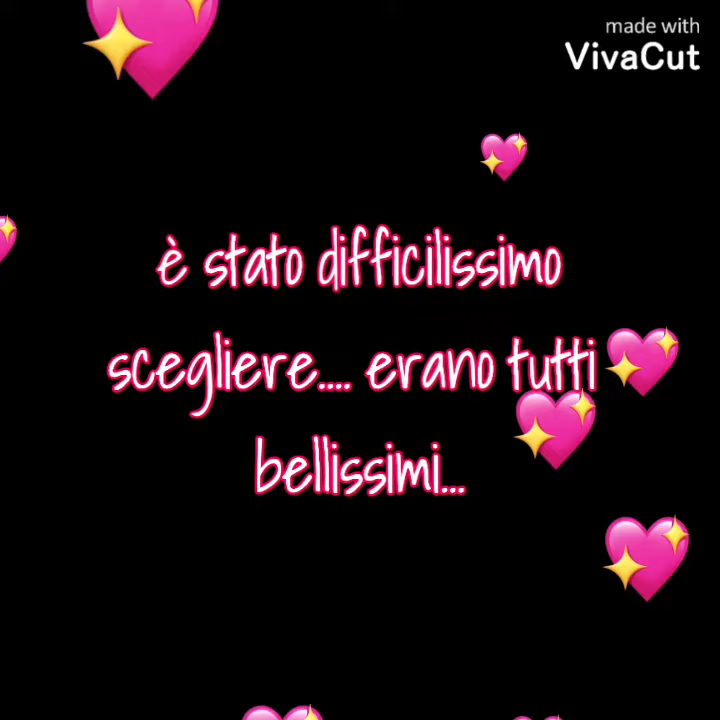 made with
VivaCut
è stato difficilissimo
scegliere.... erano tutti
bellissimi...